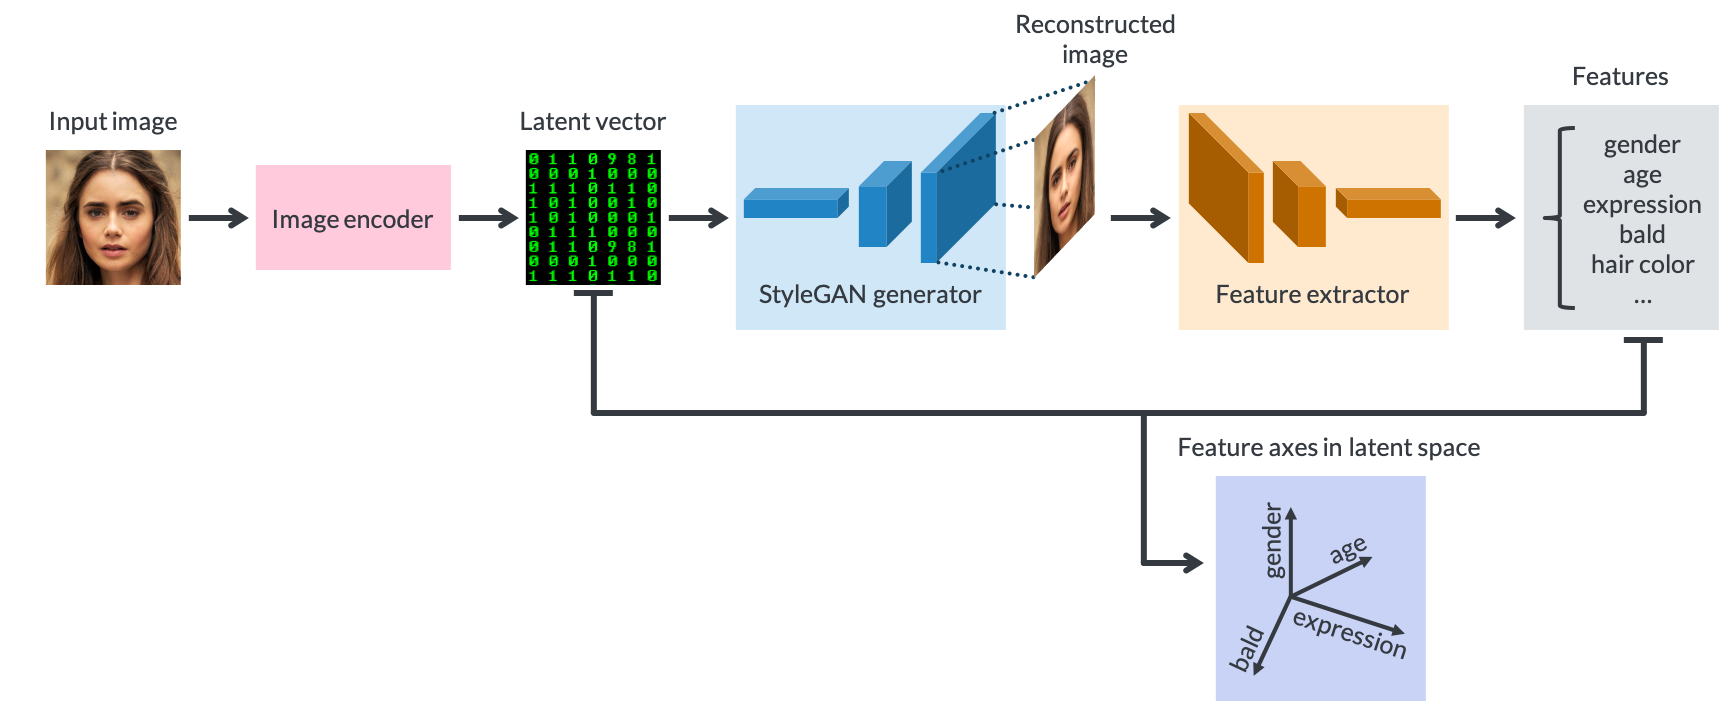 Reconstructed
image
Features
Input image
Latent vector
0 1 1 0 9 8 1
0 0 0 1 0 0 0
1 1 1 0 1 1 0
1 0 1 0 0 1 0
1 0 1 0 0 0 1
0 1 1 1 0 0 0
0 1 1 0 9 8 1
0 0 0 1 0 0 0
1 1 1 0 1 1 0
Image encoder
StyleGAN generator
Feature extractor
gender
age
expression
bald
hair color
...
Feature axes in latent space
gender
age
expression
bald